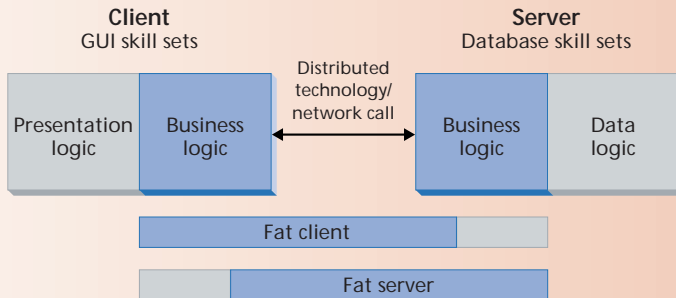 Client
GUI skill sets
Server
Database skill sets
Distributed
technology/
network call
Presentation
logic
Business
logic
Business
logic
Data
logic
Fat client
Fat server